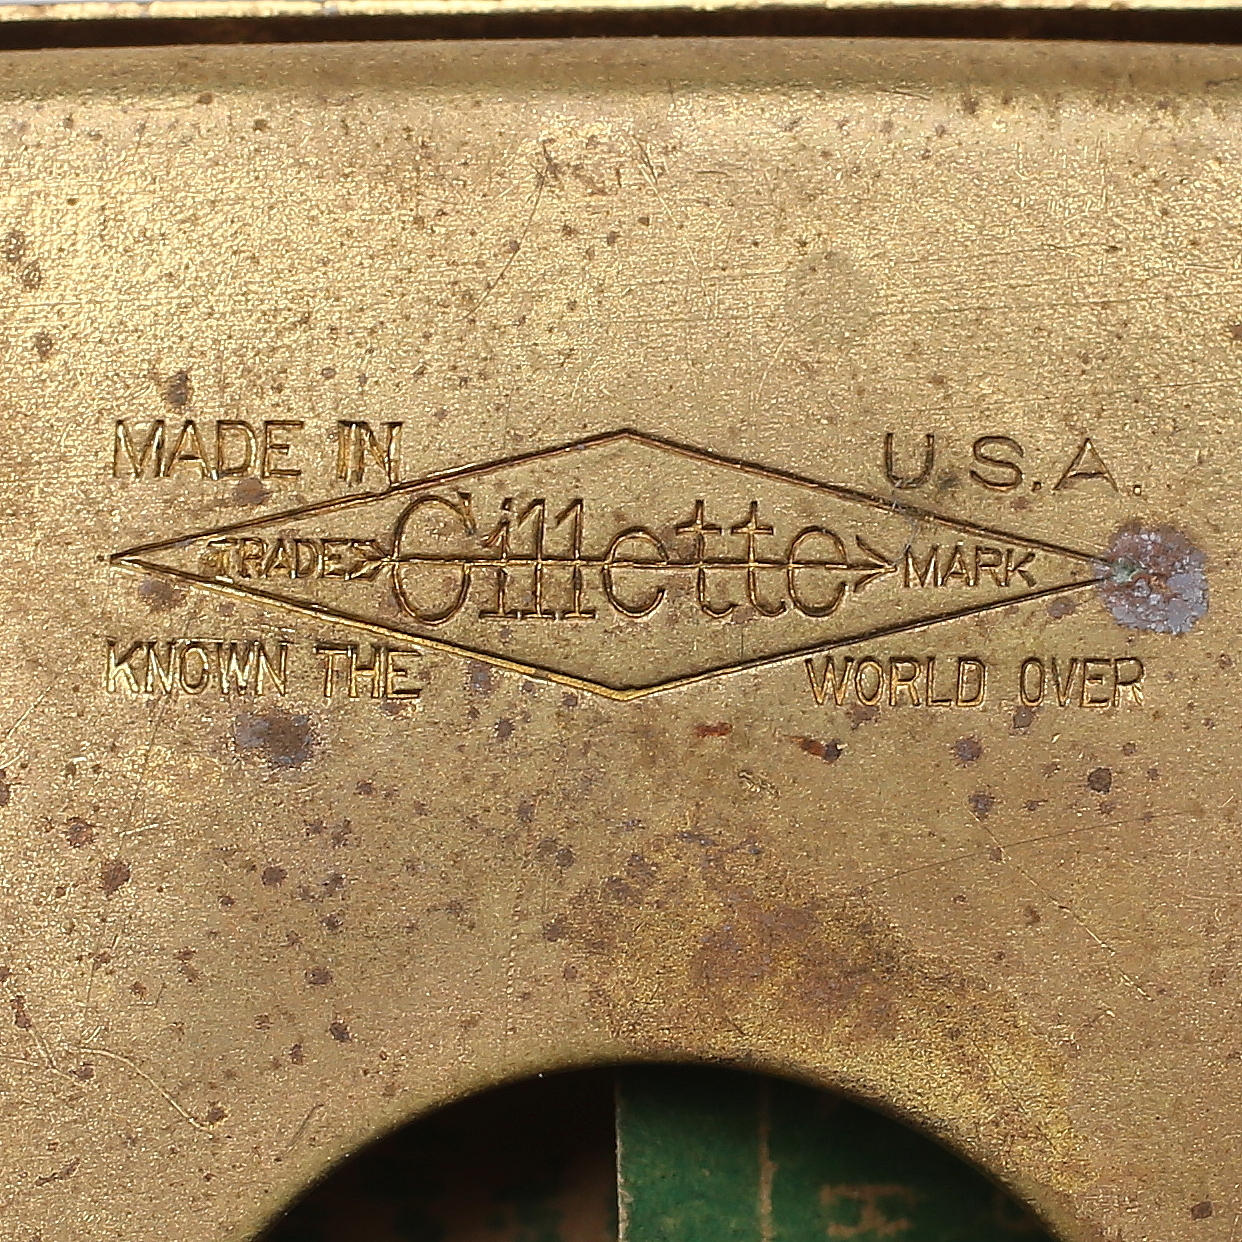 MADE IN U.S.A.
TRADE Gillette MARK
KNOWN THE WORLD OVER